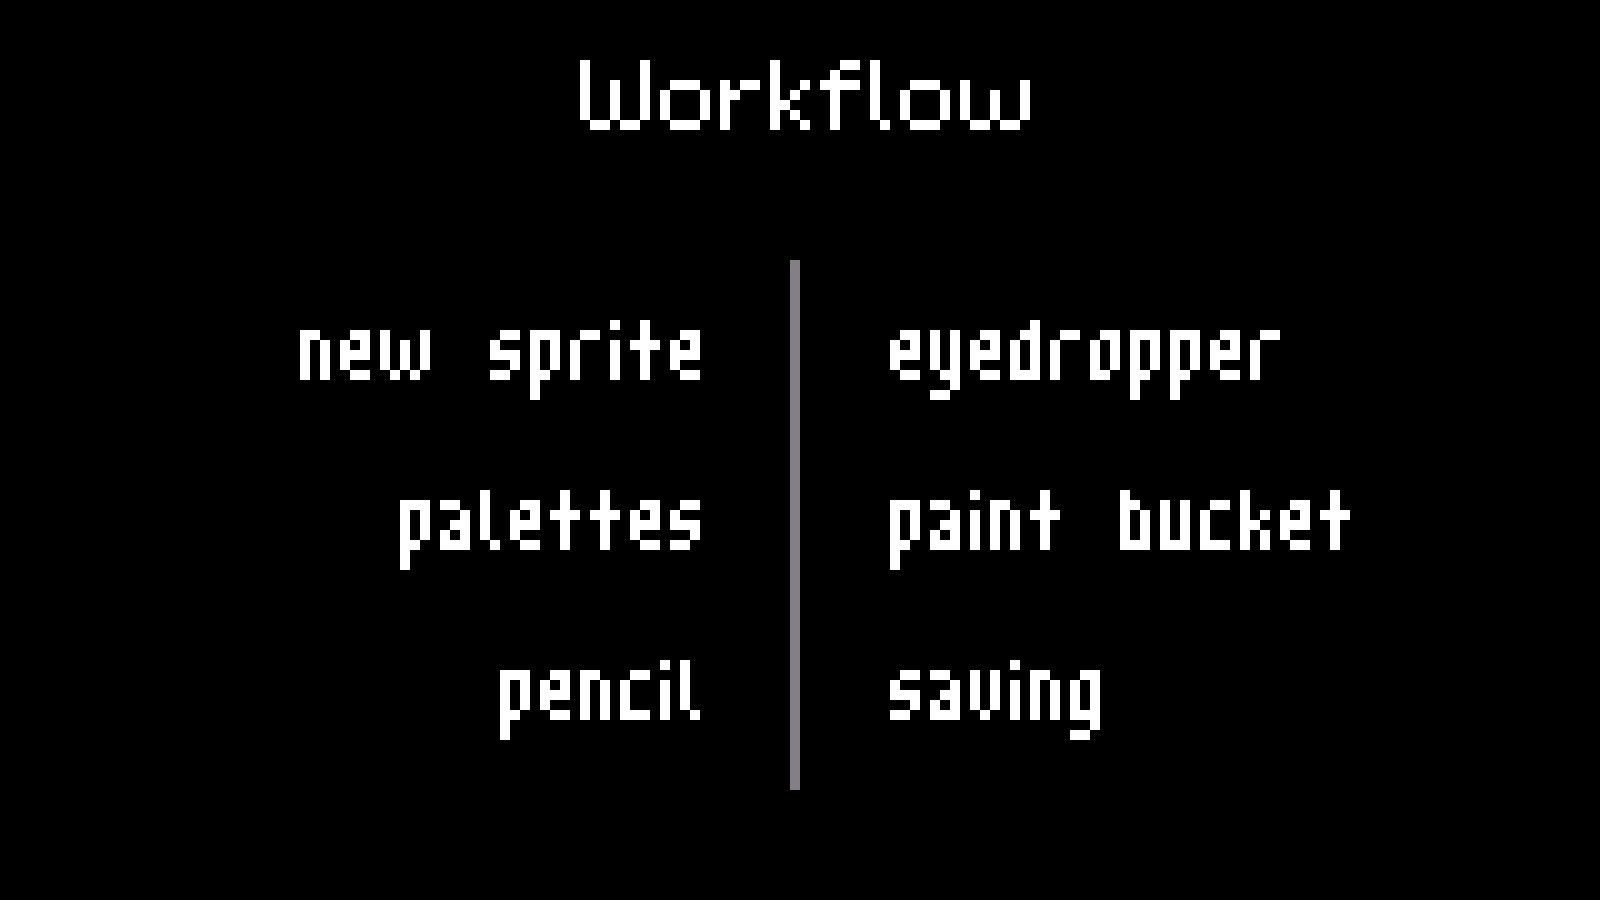 Workflow
new sprite
palettes
pencil
eyedropper
paint bucket
saving